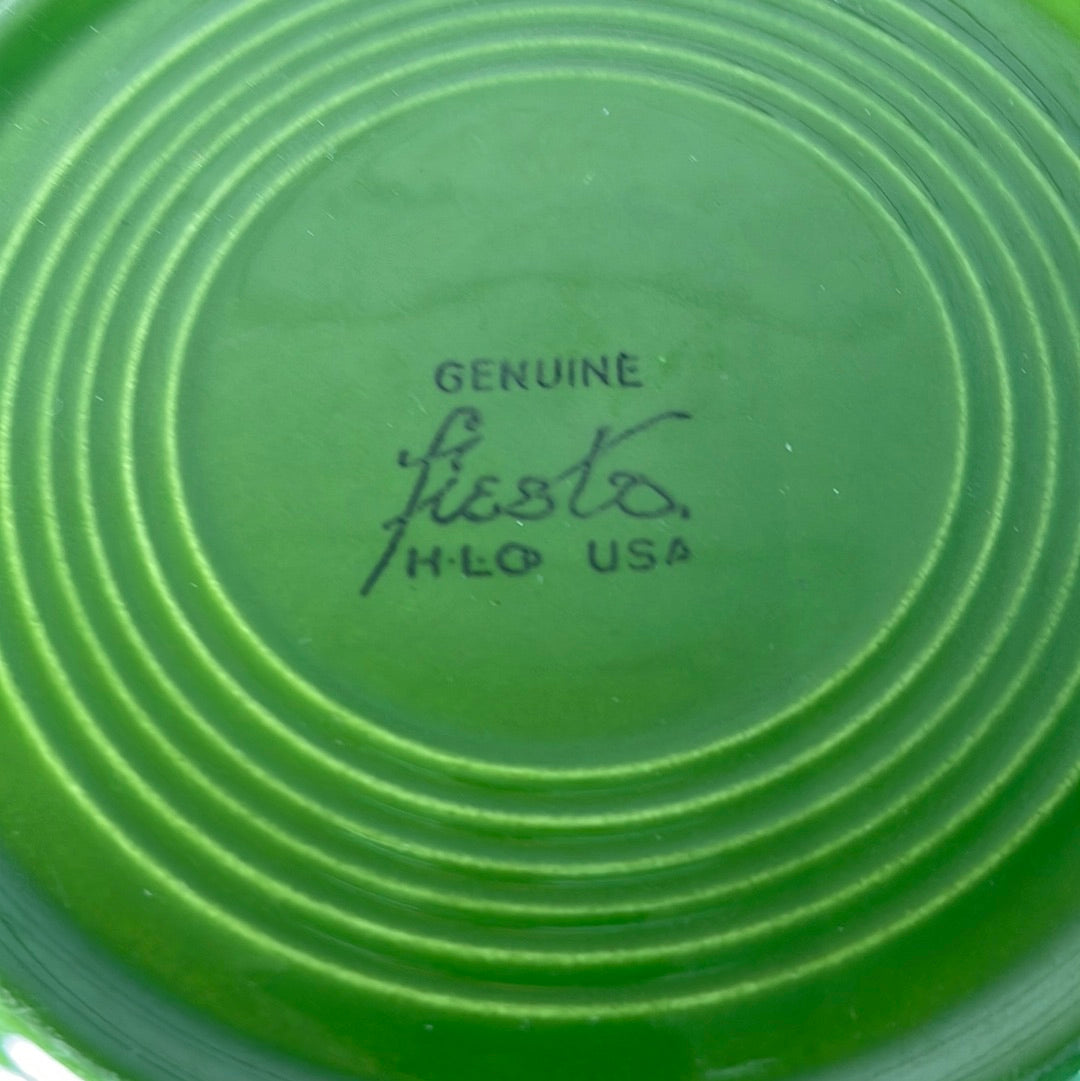 GENUINE
fiesta.
H·L Co USA